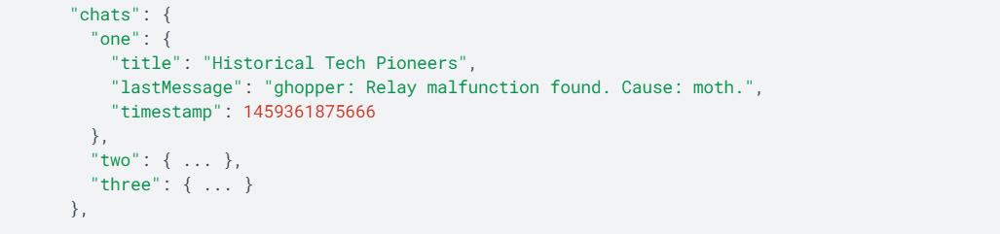 "chats": {
"one": {
"title": "Historical Tech Pioneers",
"lastMessage": "ghopper: Relay malfunction found. Cause: moth.",
"timestamp": 1459361875666
},
"two": { ... },
"three": { ... }
},